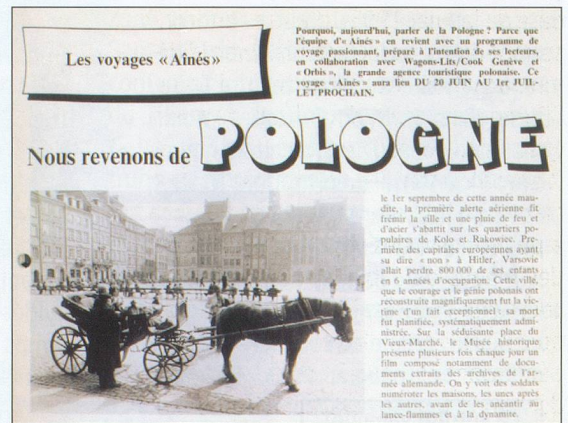 Les voyages «Aînés»
Pourquoi, aujourd'hui, parler de la Pologne ? Parce que
l'équipe d'« Aînés » en revient avec un programme de
voyage passionnant, préparé à l'intention de ses lecteurs,
en collaboration avec Wagons-Lits/Cook Genève et
« Orbis », la grande agence touristique polonaise. Ce
voyage « Aînés » aura lieu DU 20 JUIN AU 1er JUIL-
LET PROCHAIN.
Nous revenons de POLOGNE
le 1er septembre de cette année mau-
dite, la première alerte aérienne fit
frémir la ville et une pluie de feu et
d'acier s'abattit sur les quartiers po-
pulaires de Kolo et Rakowiec. Pre-
mière des capitales européennes ayant
su dire « non » à Hitler, Varsovie
allait perdre 800 000 de ses enfants
en 6 années d'occupation. Cette ville,
que le courage et le génie polonais ont
reconstruite magnifiquement fut la vic-
time d'un fait exceptionnel : sa mort
fut planifiée, systématiquement admi-
nistrée. Sur la séduisante place du
Vieux-Marché, le Musée historique
présente plusieurs fois chaque jour un
film composé notamment de docu-
ments extraits des archives de l'ar-
mée allemande. On y voit des soldats
numéroter les maisons, les unes après
les autres, avant de les anéantir au
lance-flammes et à la dynamite.